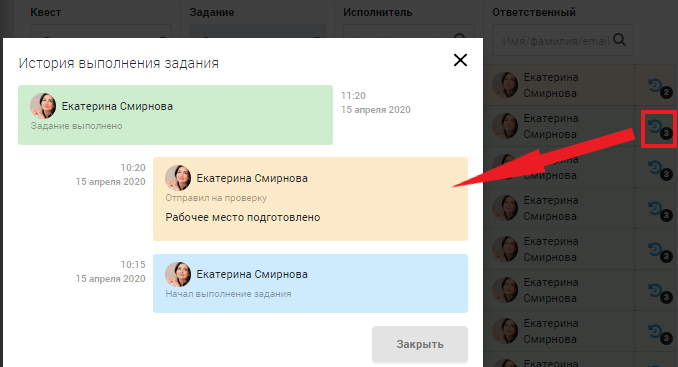 Квест Задание Исполнитель Ответственный
Имя/фамилия/email
История выполнения задания
Екатерина Смирнова
Задание выполнено
11:20
15 апреля 2020
10:20
15 апреля 2020
Екатерина Смирнова
Отправил на проверку
Рабочее место подготовлено
10:15
15 апреля 2020
Екатерина Смирнова
Начал выполнение задания
Закрыть
Екатерина
Смирнова
2
Екатерина
Смирнова
3
Екатерина
Смирнова
3
Екатерина
Смирнова
3
Екатерина
Смирнова
3
Екатерина
Смирнова
3
Екатерина
Смирнова
3
Екатерина